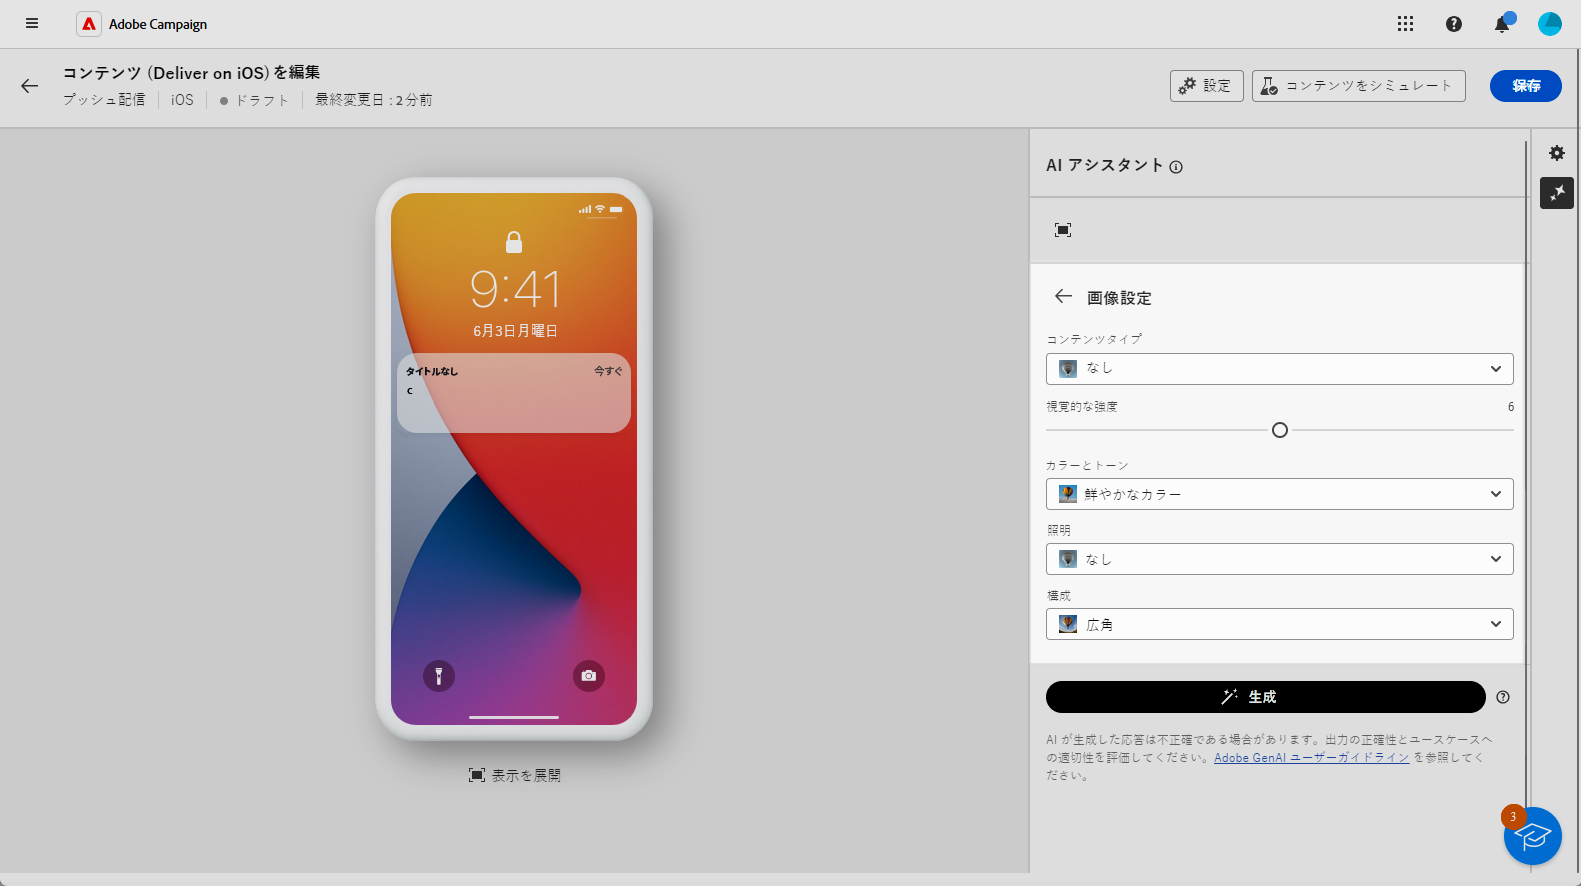 Adobe Campaign
コンテンツ (Deliver on iOS) を編集
プッシュ配信 iOS ドラフト 最終変更日 : 2 分前
設定
コンテンツをシミュレート
保存
9:41
6月3日月曜日
タイトルなし 今すぐ
c
表示を展開
AI アシスタント
画像設定
コンテンツタイプ
なし
視覚的な強度 6
カラーとトーン
鮮やかなカラー
照明
なし
構成
広角
生成
AI が生成した応答は不正確である場合があります。出力の正確性とユースケースへ
の適切性を評価してください。Adobe GenAI ユーザーガイドライン を参照してく
ださい。
3